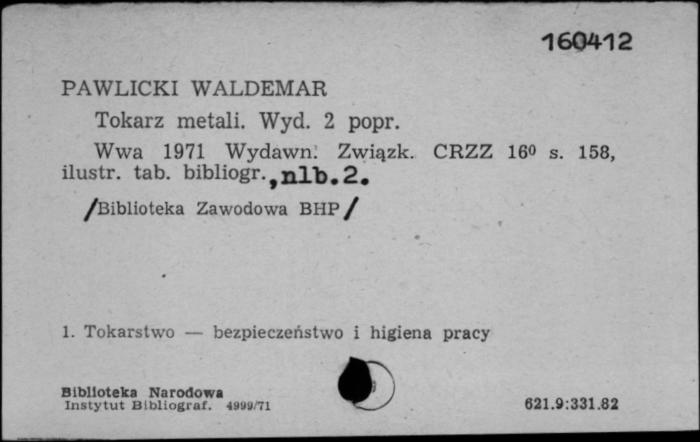 160412
PAWLICKI WALDEMAR
Tokarz metali. Wyd. 2 popr.
Wwa 1971 Wydawn. Związk. CRZZ 16⁰ s. 158,
ilustr. tab. bibliogr., nlb. 2.
/Biblioteka Zawodowa BHP/
1. Tokarstwo — bezpieczeństwo i higiena pracy
Biblioteka Narodowa
Instytut Bibliograf. 4999/71
621.9:331.82